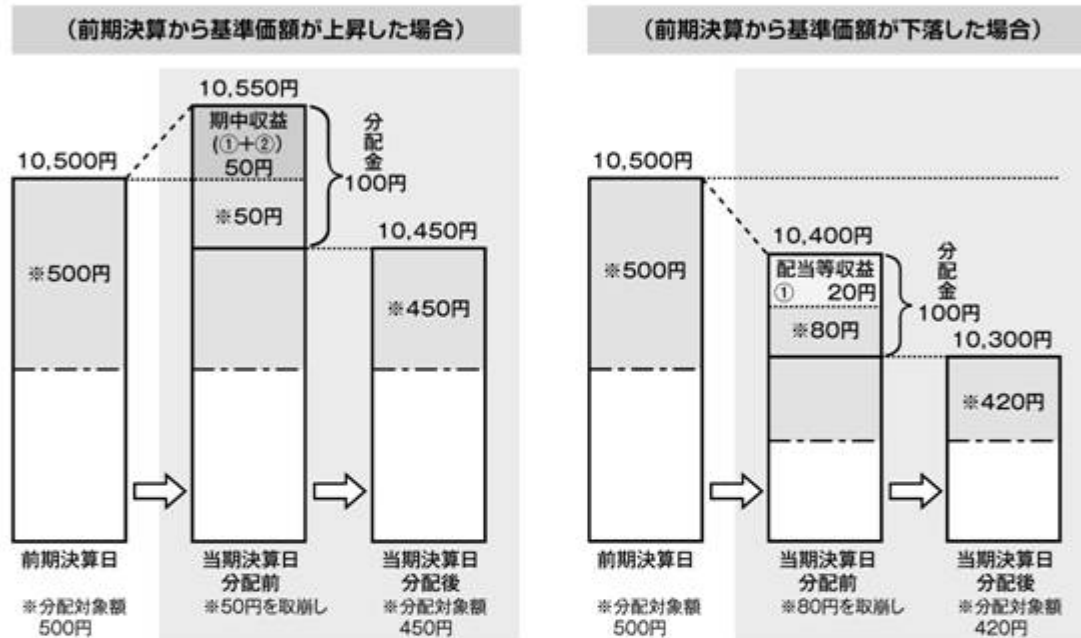 (前期決算から基準価額が上昇した場合)
10,550円
期中収益
(①+②)
50円
※50円
分配金
100円
10,500円
※500円
10,450円
※450円
前期決算日
※分配対象額
500円
当期決算日
分配前
※50円を取崩し
当期決算日
分配後
※分配対象額
450円
(前期決算から基準価額が下落した場合)
10,500円
※500円
10,400円
配当等収益
① 20円
※80円
分配金
100円
10,300円
※420円
前期決算日
※分配対象額
500円
当期決算日
分配前
※80円を取崩し
当期決算日
分配後
※分配対象額
420円